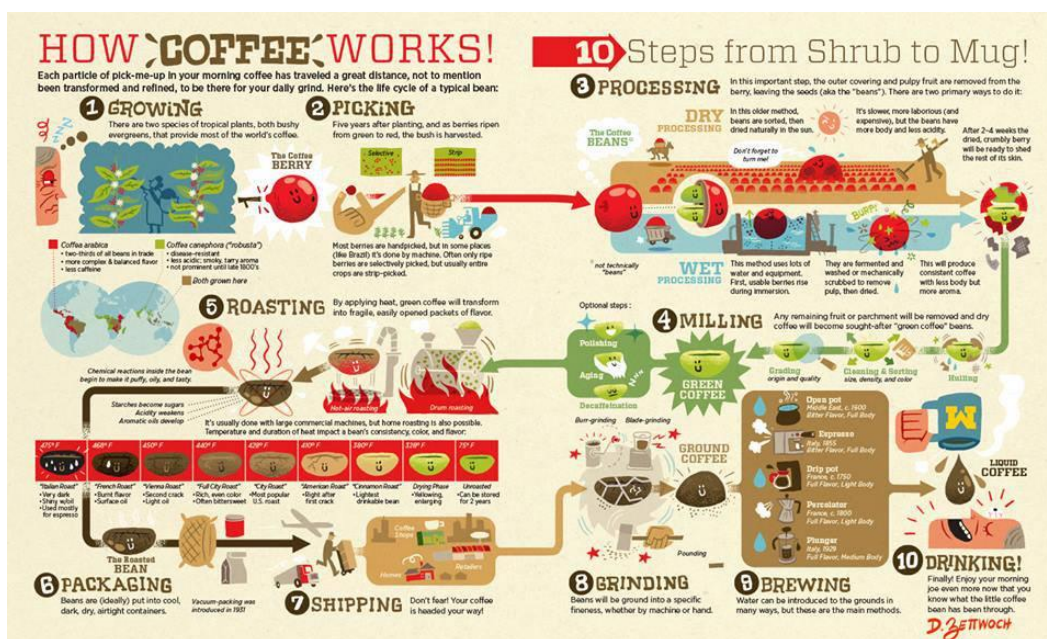 HOW COFFEE WORKS!
Each particle of pick-me-up in your morning coffee has traveled a great distance, not to mention
been transformed and refined, to be there for your daily grind. Here's the life cycle of a typical bean:
10 Steps from Shrub to Mug!
1 GROWING
There are two species of tropical plants, both bushy
evergreens, that provide most of the world's coffee.
The Coffee
BERRY
Coffea arabica
• two-thirds of all beans in trade
• more complex & balanced flavor
• less caffeine
Coffea canephora ("robusta")
• disease-resistant
• less acidic; smoky, tarry aroma
• not prominent until late 1800's
Both grown here
2 PICKING
Five years after planting, and as berries ripen
from green to red, the bush is harvested.
Selective
Strip
Most berries are handpicked, but in some places
(like Brazil) it's done by machine. Often only ripe
berries are selectively picked, but usually entire
crops are strip-picked.
3 PROCESSING
In this important step, the outer covering and pulpy fruit are removed from the
berry, leaving the seeds (aka the "beans"). There are two primary ways to do it:
DRY
PROCESSING
In this older method,
beans are sorted, then
dried naturally in the sun.
It's slower, more laborious (and
expensive), but the beans have
more body and less acidity.
After 2-4 weeks the
dried, crumbly berry
will be ready to shed
the rest of its skin.
The Coffee
BEANS*
Don't forget to
turn me!
BURP!
*not technically
"beans"
WET
PROCESSING
This method uses lots of
water and equipment.
First, usable berries rise
during immersion.
They are fermented and
washed or mechanically
scrubbed to remove
pulp, then dried.
This will produce
consistent coffee
with less body but
more aroma.
4 MILLING
Any remaining fruit or parchment will be removed and dry
coffee will become sought-after "green coffee" beans.
Hulling
Cleaning & Sorting
size, density, and color
Grading
origin and quality
GREEN
COFFEE
Optional steps:
Polishing
Aging
Decaffeination
5 ROASTING
By applying heat, green coffee will transform
into fragile, easily opened packets of flavor.
Chemical reactions inside the bean
begin to make it puffy, oily, and tasty.
Starches become sugars
Acidity weakens
Aromatic oils develop
Hot-air roasting
Drum roasting
It's usually done with large commercial machines, but home roasting is also possible.
Temperature and duration of heat impact a bean's consistency, color, and flavor:
475° F
"Italian Roast"
• Very dark
• Shiny w/oil
• Used mostly
for espresso
468° F
"French Roast"
• Burnt flavor
• Surface oil
450° F
"Vienna Roast"
• Second crack
• Light oil
440° F
"Full City Roast"
• Rich, even color
• Often bittersweet
428° F
"City Roast"
• Most popular
U.S. roast
410° F
"American Roast"
• Right after
first crack
380° F
"Cinnamon Roast"
• Lightest
drinkable bean
328° F
Drying Phase
• Yellowing,
enlarging
75° F
Unroasted
• Can be stored
for 2 years
The Roasted
BEAN
6 PACKAGING
Beans are (ideally) put into cool,
dark, dry, airtight containers.
Vacuum-packing was
introduced in 1931
7 SHIPPING
Don't fear! Your coffee
is headed your way!
Coffee
Shops
Homes
Retailers
8 GRINDING
Beans will be ground into a specific
fineness, whether by machine or hand.
Burr-grinding
Blade-grinding
Pounding
GROUND
COFFEE
9 BREWING
Water can be introduced to the grounds in
many ways, but these are the main methods.
Open pot
Middle East, c. 1600
Bitter Flavor, Full Body
Espresso
Italy, 1855
Bitter Flavor, Full Body
Drip pot
France, c.1750
Full Flavor, Light Body
Percolator
France, c. 1800
Full Flavor, Light Body
Plunger
Italy, 1929
Full Flavor, Medium Body
M
LIQUID
COFFEE
10 DRINKING!
Finally! Enjoy your morning
joe even more now that you
know what the little coffee
bean has been through.
D. ZETTWOCH